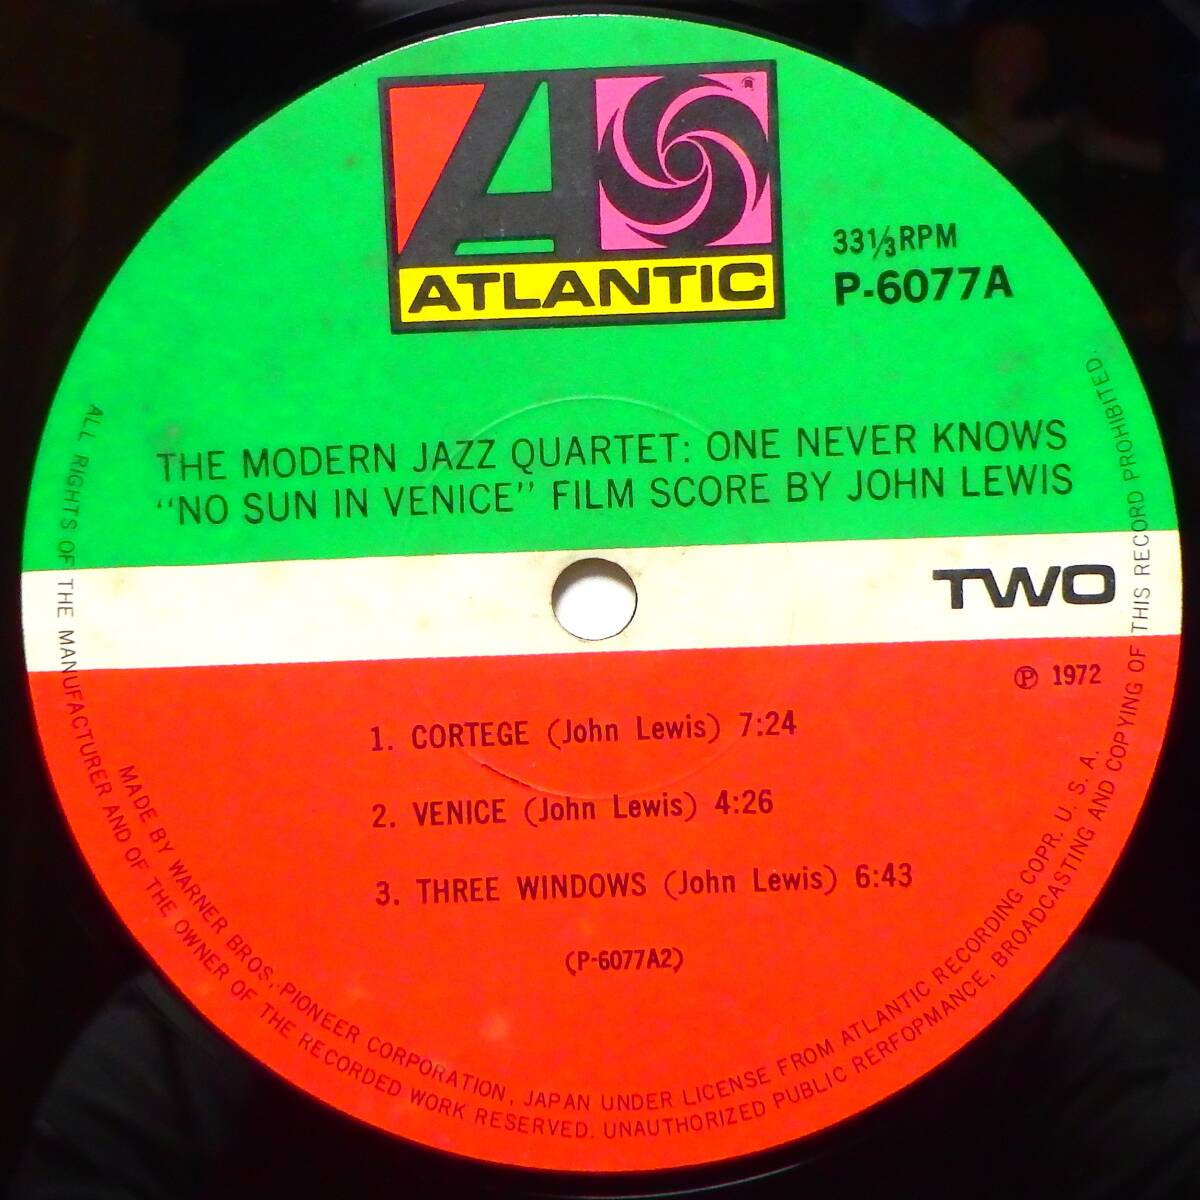 ATLANTIC
33⅓RPM
P-6077A
THE MODERN JAZZ QUARTET: ONE NEVER KNOWS
"NO SUN IN VENICE" FILM SCORE BY JOHN LEWIS
TWO
Ⓟ 1972
1. CORTEGE (John Lewis) 7:24
2. VENICE (John Lewis) 4:26
3. THREE WINDOWS (John Lewis) 6:43
(P-6077A2)
MADE BY WARNER BROS., PIONEER CORPORATION, JAPAN UNDER LICENSE FROM ATLANTIC RECORDING COPR. U. S. A.
ALL RIGHTS OF THE MANUFACTURER AND OF THE OWNER OF THE RECORDED WORK RESERVED. UNAUTHORIZED PUBLIC RERFOPMANCE, BROADCASTING AND COPYING OF THIS RECORD PROHIBITED.